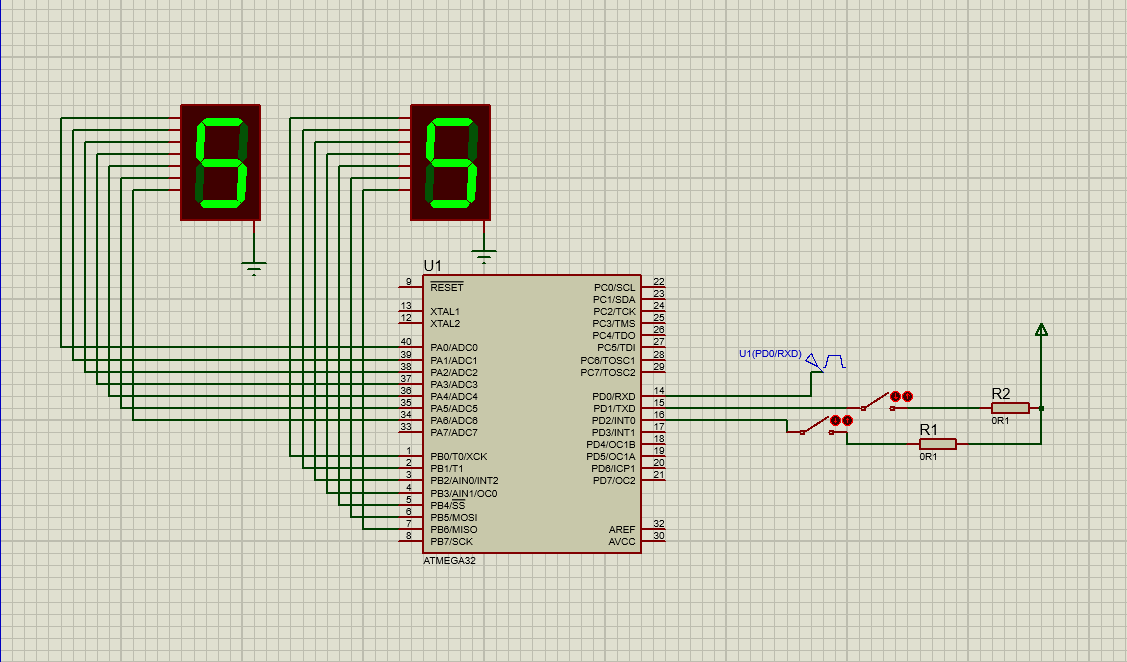 5 5
U1
9 RESET PC0/SCL 22
PC1/SDA 23
13 XTAL1 PC2/TCK 24
12 XTAL2 PC3/TMS 25
PC4/TDO 26
40 PA0/ADC0 PC5/TDI 27
39 PA1/ADC1 PC6/TOSC1 28
38 PA2/ADC2 PC7/TOSC2 29
37 PA3/ADC3
36 PA4/ADC4 PD0/RXD 14
35 PA5/ADC5 PD1/TXD 15
34 PA6/ADC6 PD2/INT0 16
33 PA7/ADC7 PD3/INT1 17
PD4/OC1B 18
1 PB0/T0/XCK PD5/OC1A 19
2 PB1/T1 PD6/ICP1 20
3 PB2/AIN0/INT2 PD7/OC2 21
4 PB3/AIN1/OC0
5 PB4/SS
6 PB5/MOSI
7 PB6/MISO AREF 32
8 PB7/SCK AVCC 30
ATMEGA32
U1(PD0/RXD)
R2
0R1
R1
0R1